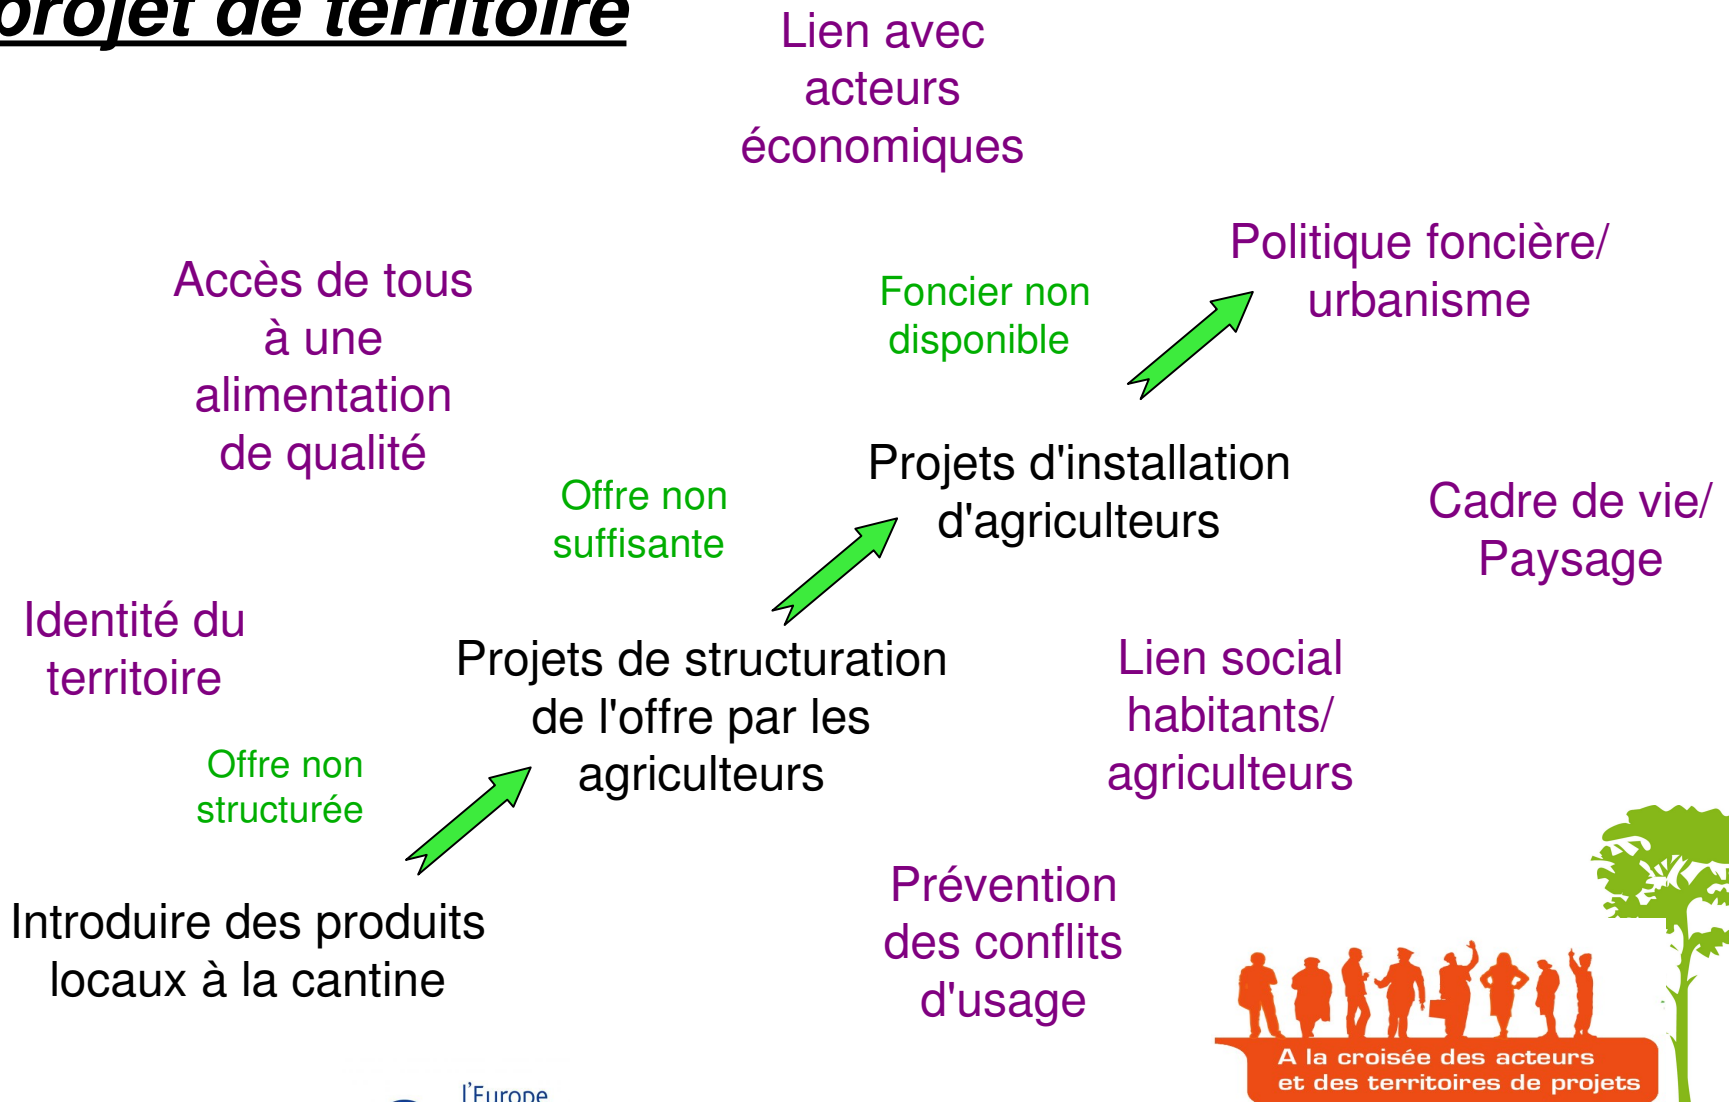 projet de territoire
Lien avec
acteurs
économiques
Politique foncière/
urbanisme
Accès de tous
à une
alimentation
de qualité
Foncier non
disponible
Projets d'installation
d'agriculteurs
Offre non
suffisante
Cadre de vie/
Paysage
Identité du
territoire
Projets de structuration
de l'offre par les
agriculteurs
Lien social
habitants/
agriculteurs
Offre non
structurée
Introduire des produits
locaux à la cantine
Prévention
des conflits
d'usage
A la croisée des acteurs
et des territoires de projets
l'Europe